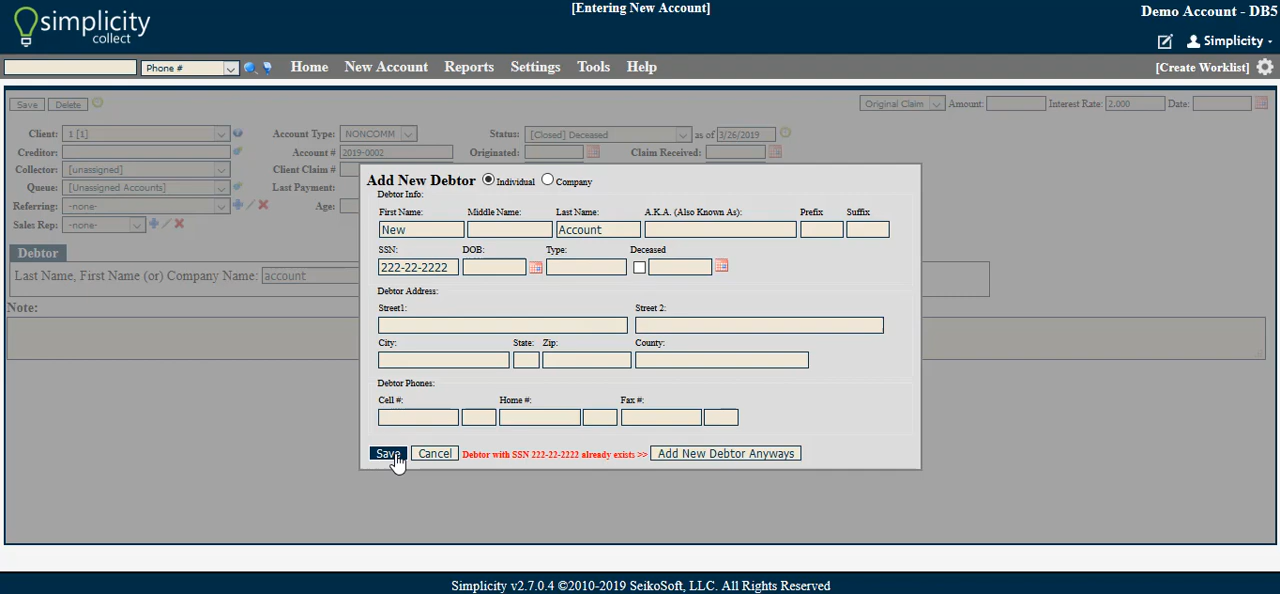 [Entering New Account]
simplicity
collect
Demo Account - DB5
Simplicity
Phone #
Home New Account Reports Settings Tools Help
[Create Worklist]
Save Delete
Original Claim Amount: Interest Rate: 2.000 Date:
Client: 1 [1] Account Type: NONCOMM Status: [Closed] Deceased as of 3/26/2019
Creditor: Account # 2019-0002 Originated: Claim Received:
Collector: [unassigned] Client Claim #
Queue: [Unassigned Accounts] Last Payment:
Referring: -none- Age:
Sales Rep: -none-
Debtor
Last Name, First Name (or) Company Name: account
Note:
Add New Debtor Individual Company
Debtor Info:
First Name: Middle Name: Last Name: A.K.A. (Also Known As): Prefix Suffix
New Account
SSN: DOB: Type: Deceased
222-22-2222
Debtor Address:
Street1: Street 2:
City: State: Zip: County:
Debtor Phones:
Cell #: Home #: Fax #:
Save Cancel Debtor with SSN 222-22-2222 already exists >> Add New Debtor Anyways
Simplicity v2.7.0.4 ©2010-2019 SeikoSoft, LLC. All Rights Reserved